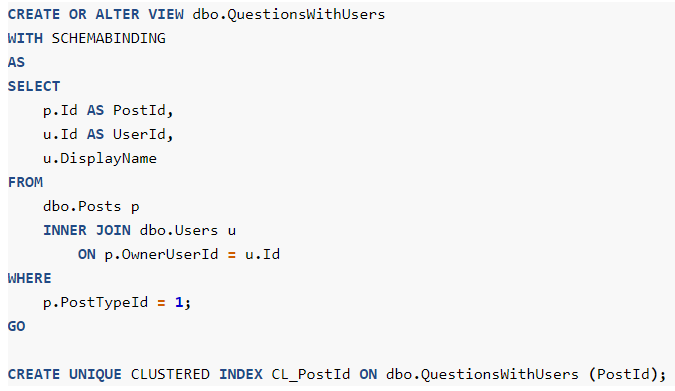 CREATE OR ALTER VIEW dbo.QuestionsWithUsers
WITH SCHEMABINDING
AS
SELECT
    p.Id AS PostId,
    u.Id AS UserId,
    u.DisplayName
FROM
    dbo.Posts p
    INNER JOIN dbo.Users u
        ON p.OwnerUserId = u.Id
WHERE
    p.PostTypeId = 1;
GO

CREATE UNIQUE CLUSTERED INDEX CL_PostId ON dbo.QuestionsWithUsers (PostId);